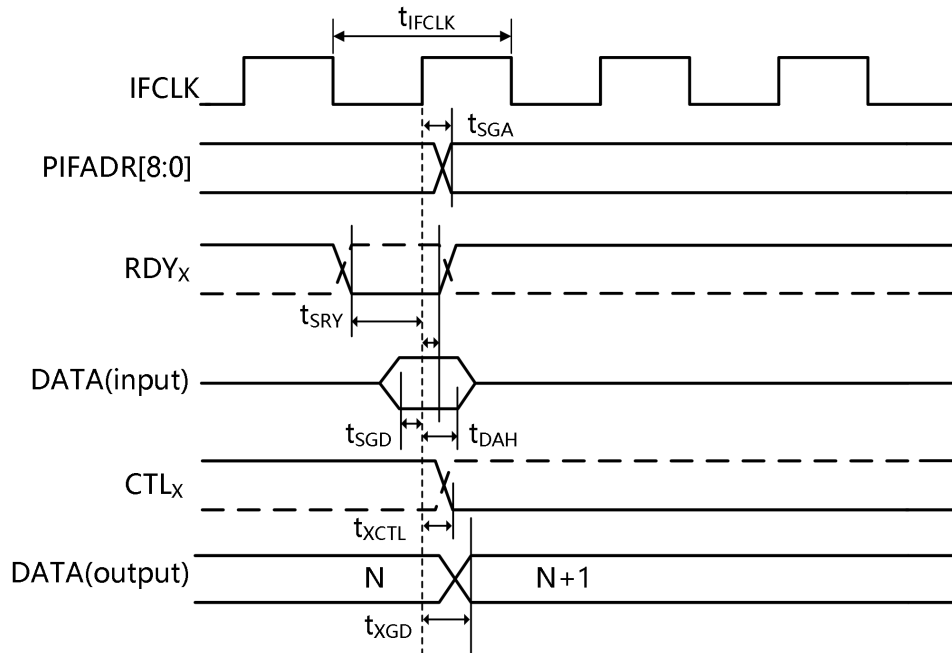 tIFCLK
IFCLK
tSGA
PIFADR[8:0]
RDYX
tSRY
DATA(input)
tSGD
tDAH
CTLX
tXCTL
DATA(output)
N
N+1
tXGD